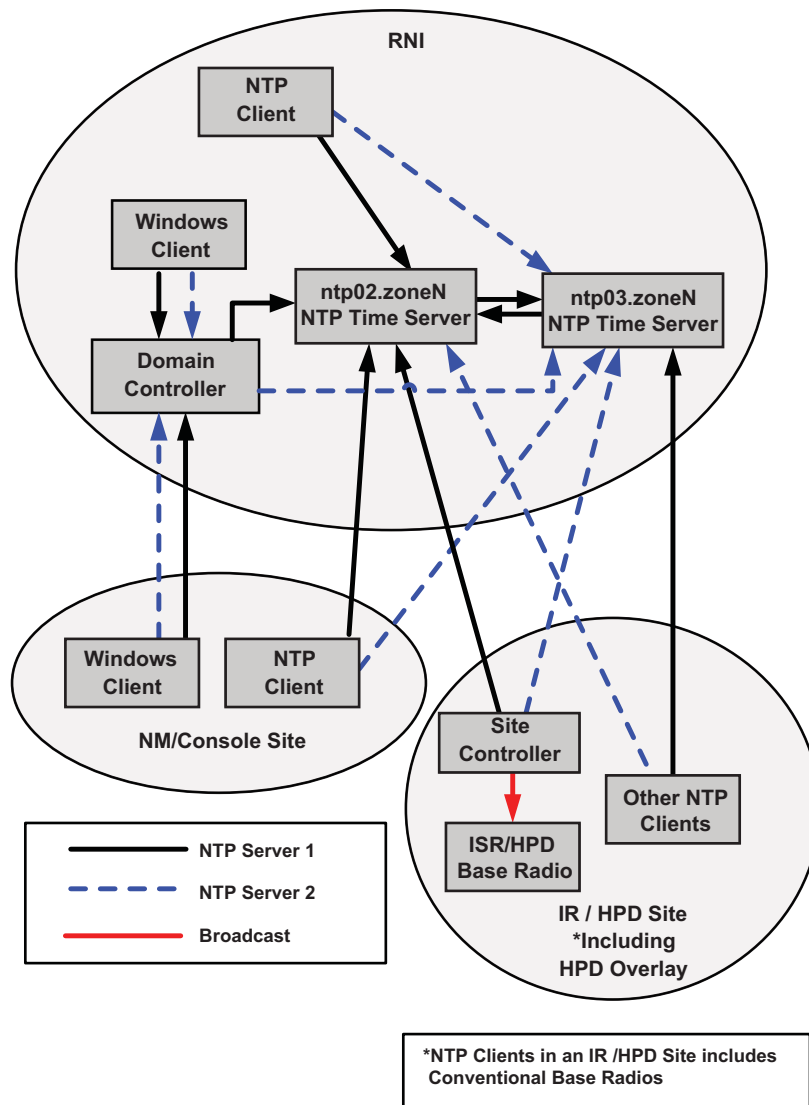 RNI
NTP
Client
Windows
Client
ntp02.zoneN
NTP Time Server
ntp03.zoneN
NTP Time Server
Domain
Controller
Windows
Client
NTP
Client
NM/Console Site
Site
Controller
Other NTP
Clients
ISR/HPD
Base Radio
IR / HPD Site
*Including
HPD Overlay
NTP Server 1
NTP Server 2
Broadcast
*NTP Clients in an IR /HPD Site includes
Conventional Base Radios